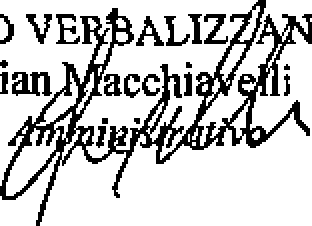 O VERBALIZZAN
ian Macchiavelli
Amministrativo